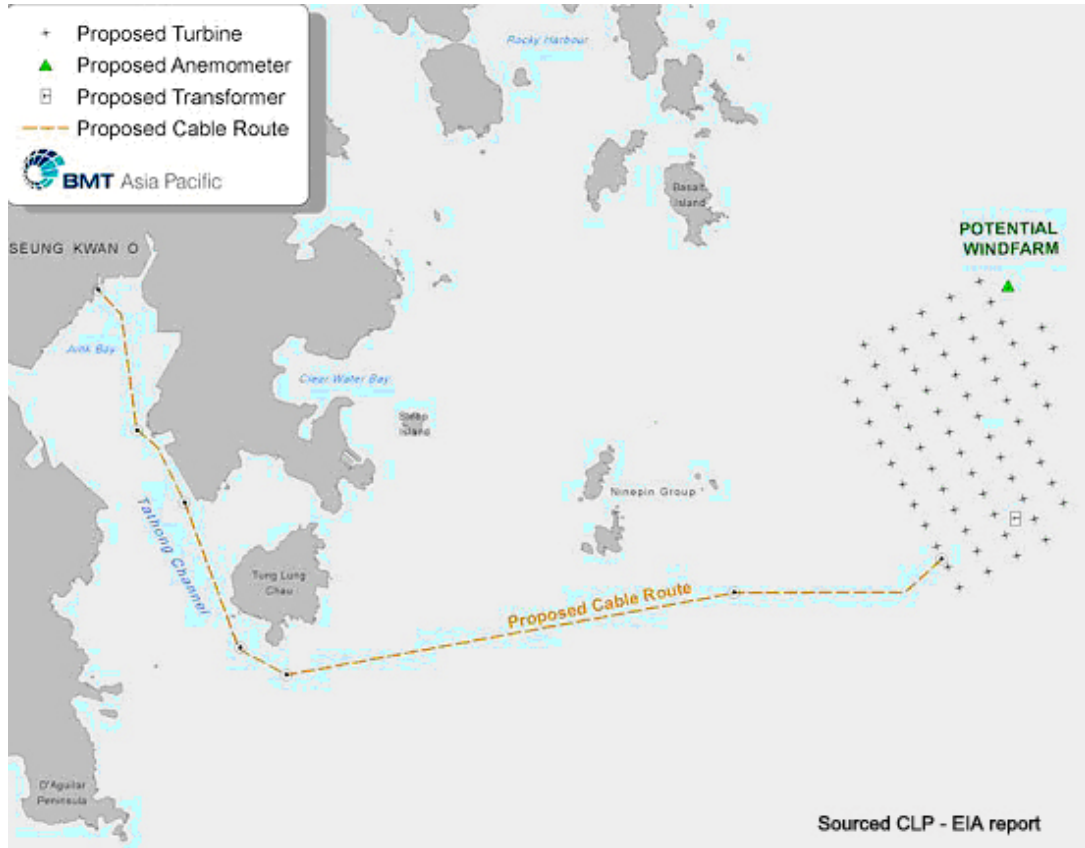 Proposed Turbine
Proposed Anemometer
Proposed Transformer
Proposed Cable Route
BMT Asia Pacific
Rocky Harbour
Basalt
Island
SEUNG KWAN O
POTENTIAL
WINDFARM
Junk Bay
Clear Water Bay
Steep
Island
Ninepin Group
Tathong Channel
Tung Lung
Chau
Proposed Cable Route
D'Aguilar
Peninsula
Sourced CLP - EIA report